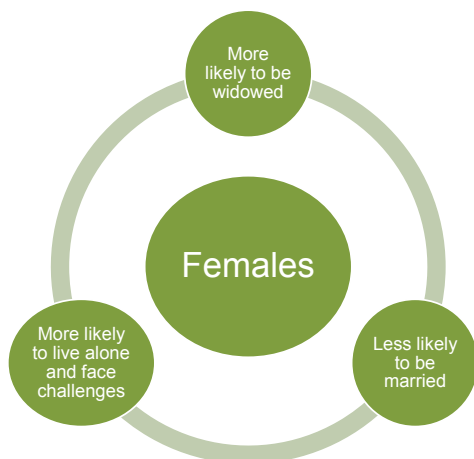 More
likely to be
widowed
Females
More likely
to live alone
and face
challenges
Less likely
to be
married